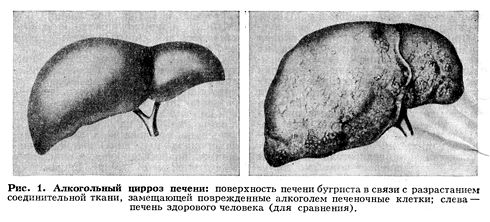 Рис. 1. Алкогольный цирроз печени: поверхность печени бугриста в связи с разрастанием
соединительной ткани, замещающей поврежденные алкоголем печеночные клетки; слева —
печень здорового человека (для сравнения).